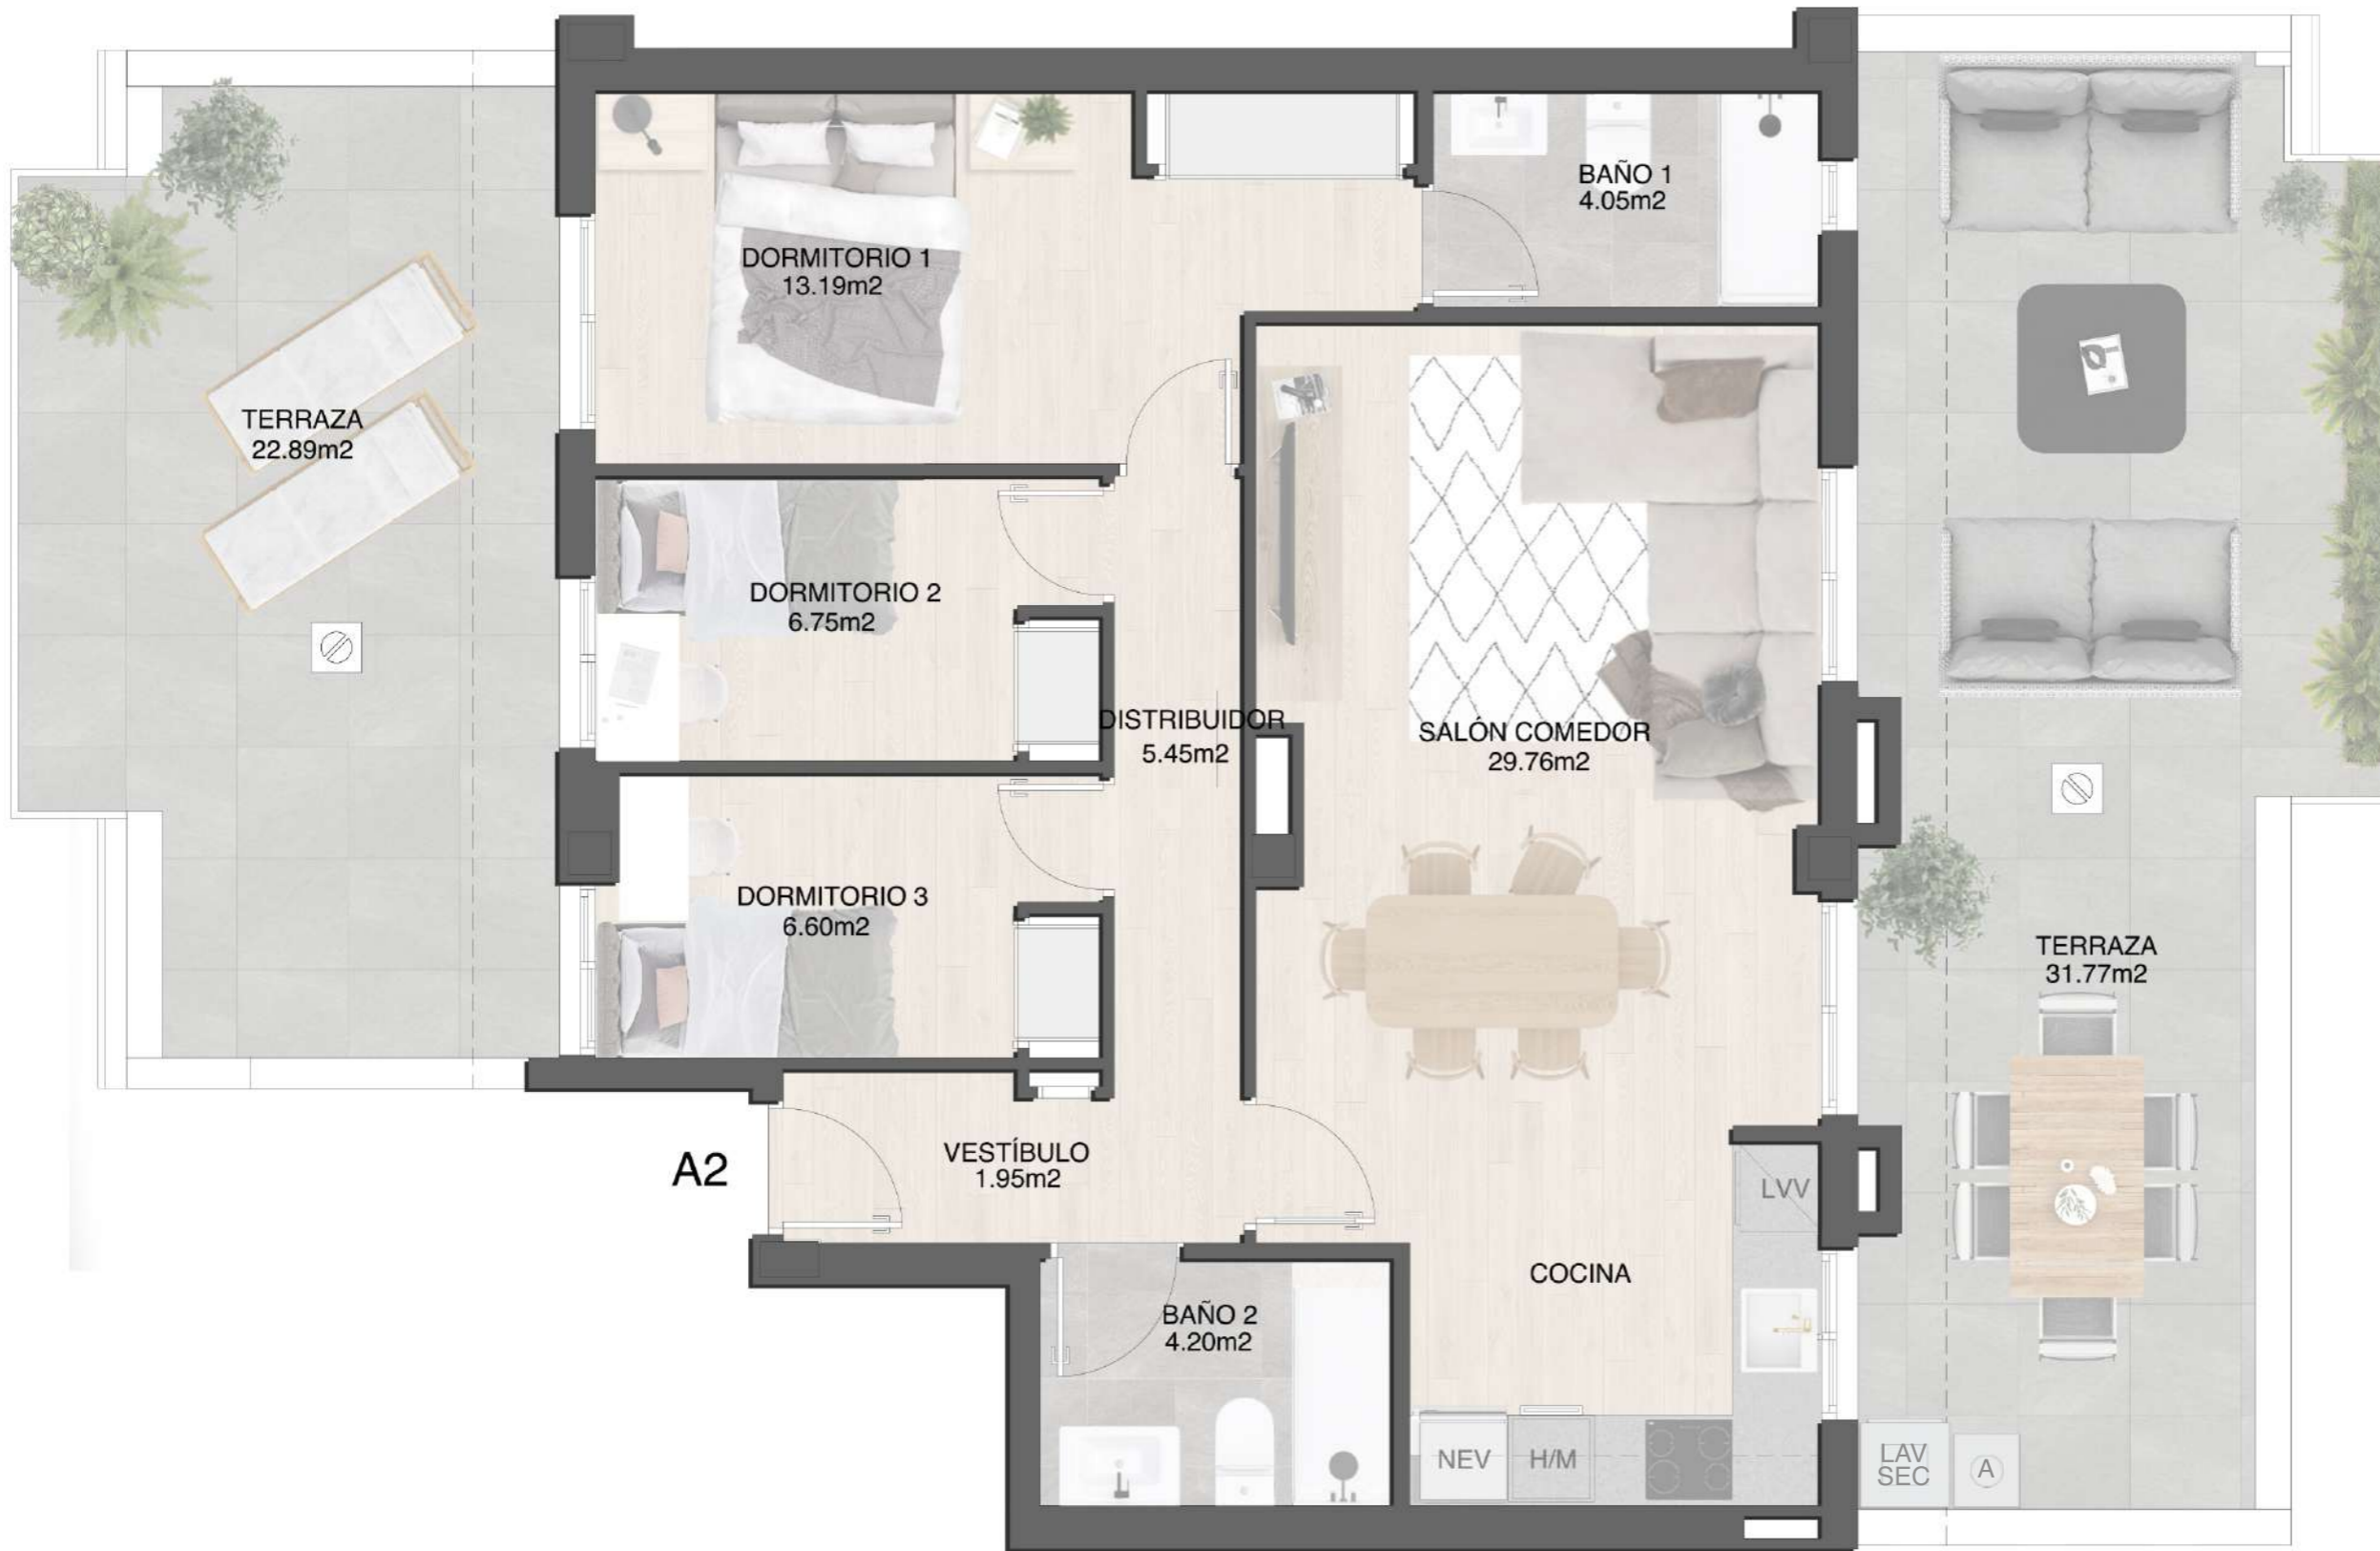 BAÑO 1
4.05m2
DORMITORIO 1
13.19m2
TERRAZA
22.89m2
DORMITORIO 2
6.75m2
DISTRIBUIDOR
5.45m2
SALÓN COMEDOR
29.76m2
DORMITORIO 3
6.60m2
TERRAZA
31.77m2
A2
VESTÍBULO
1.95m2
LVV
COCINA
BAÑO 2
4.20m2
NEV
H/M
LAV
SEC
A